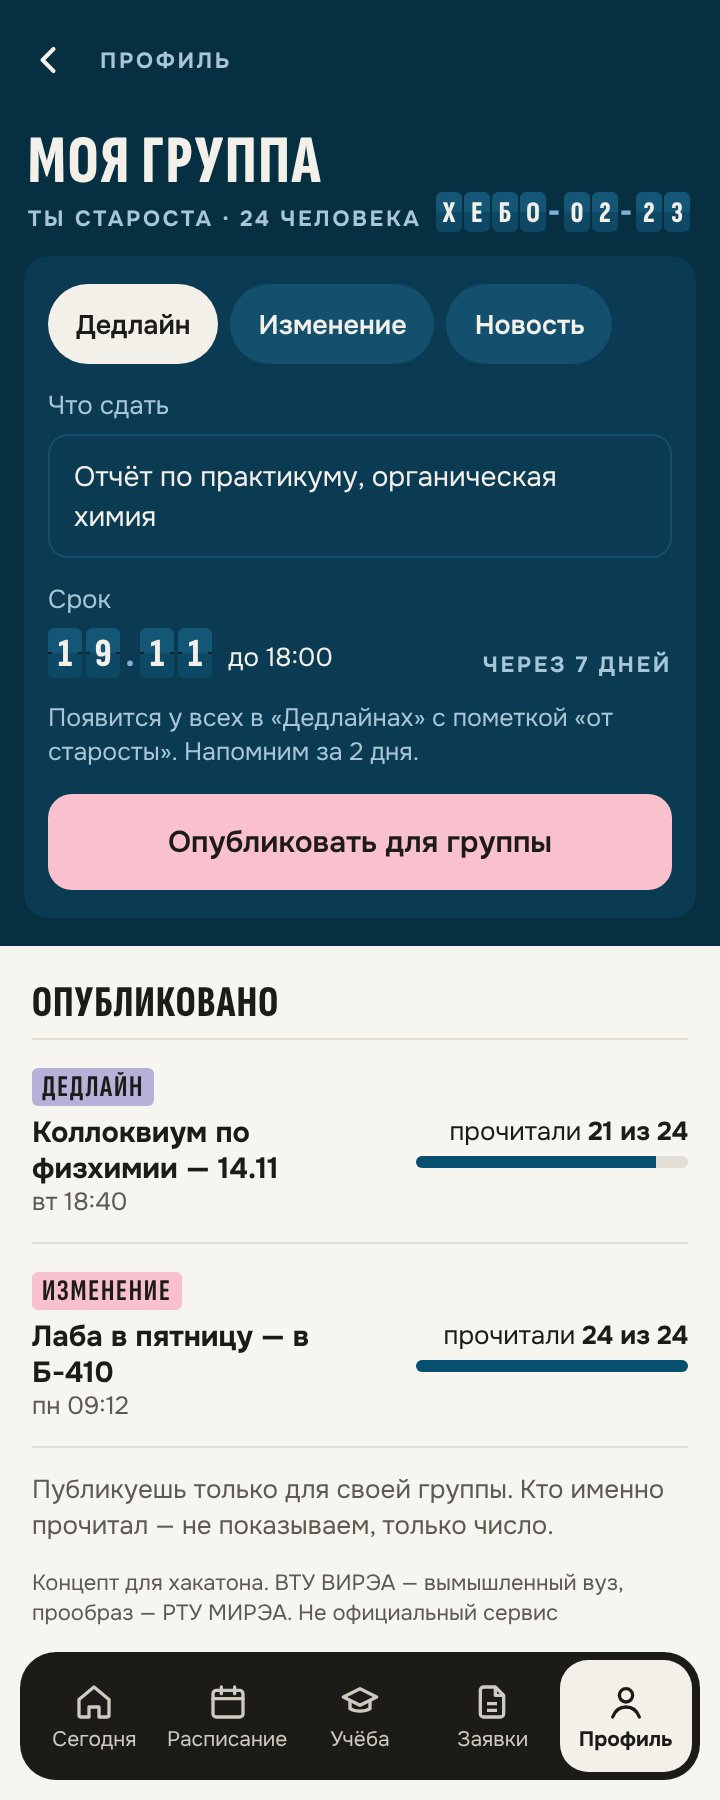 ПРОФИЛЬ
МОЯ ГРУППА
ТЫ СТАРОСТА · 24 ЧЕЛОВЕКА ХЕБО-02-23
Дедлайн Изменение Новость
Что сдать
Отчёт по практикуму, органическая
химия
Срок
19.11 до 18:00 ЧЕРЕЗ 7 ДНЕЙ
Появится у всех в «Дедлайнах» с пометкой «от
старосты». Напомним за 2 дня.
Опубликовать для группы
ОПУБЛИКОВАНО
ДЕДЛАЙН
Коллоквиум по
физхимии — 14.11
вт 18:40
прочитали 21 из 24
ИЗМЕНЕНИЕ
Лаба в пятницу — в
Б-410
пн 09:12
прочитали 24 из 24
Публикуешь только для своей группы. Кто именно
прочитал — не показываем, только число.
Концепт для хакатона. ВТУ ВИРЭА — вымышленный вуз,
прообраз — РТУ МИРЭА. Не официальный сервис
Сегодня Расписание Учёба Заявки Профиль